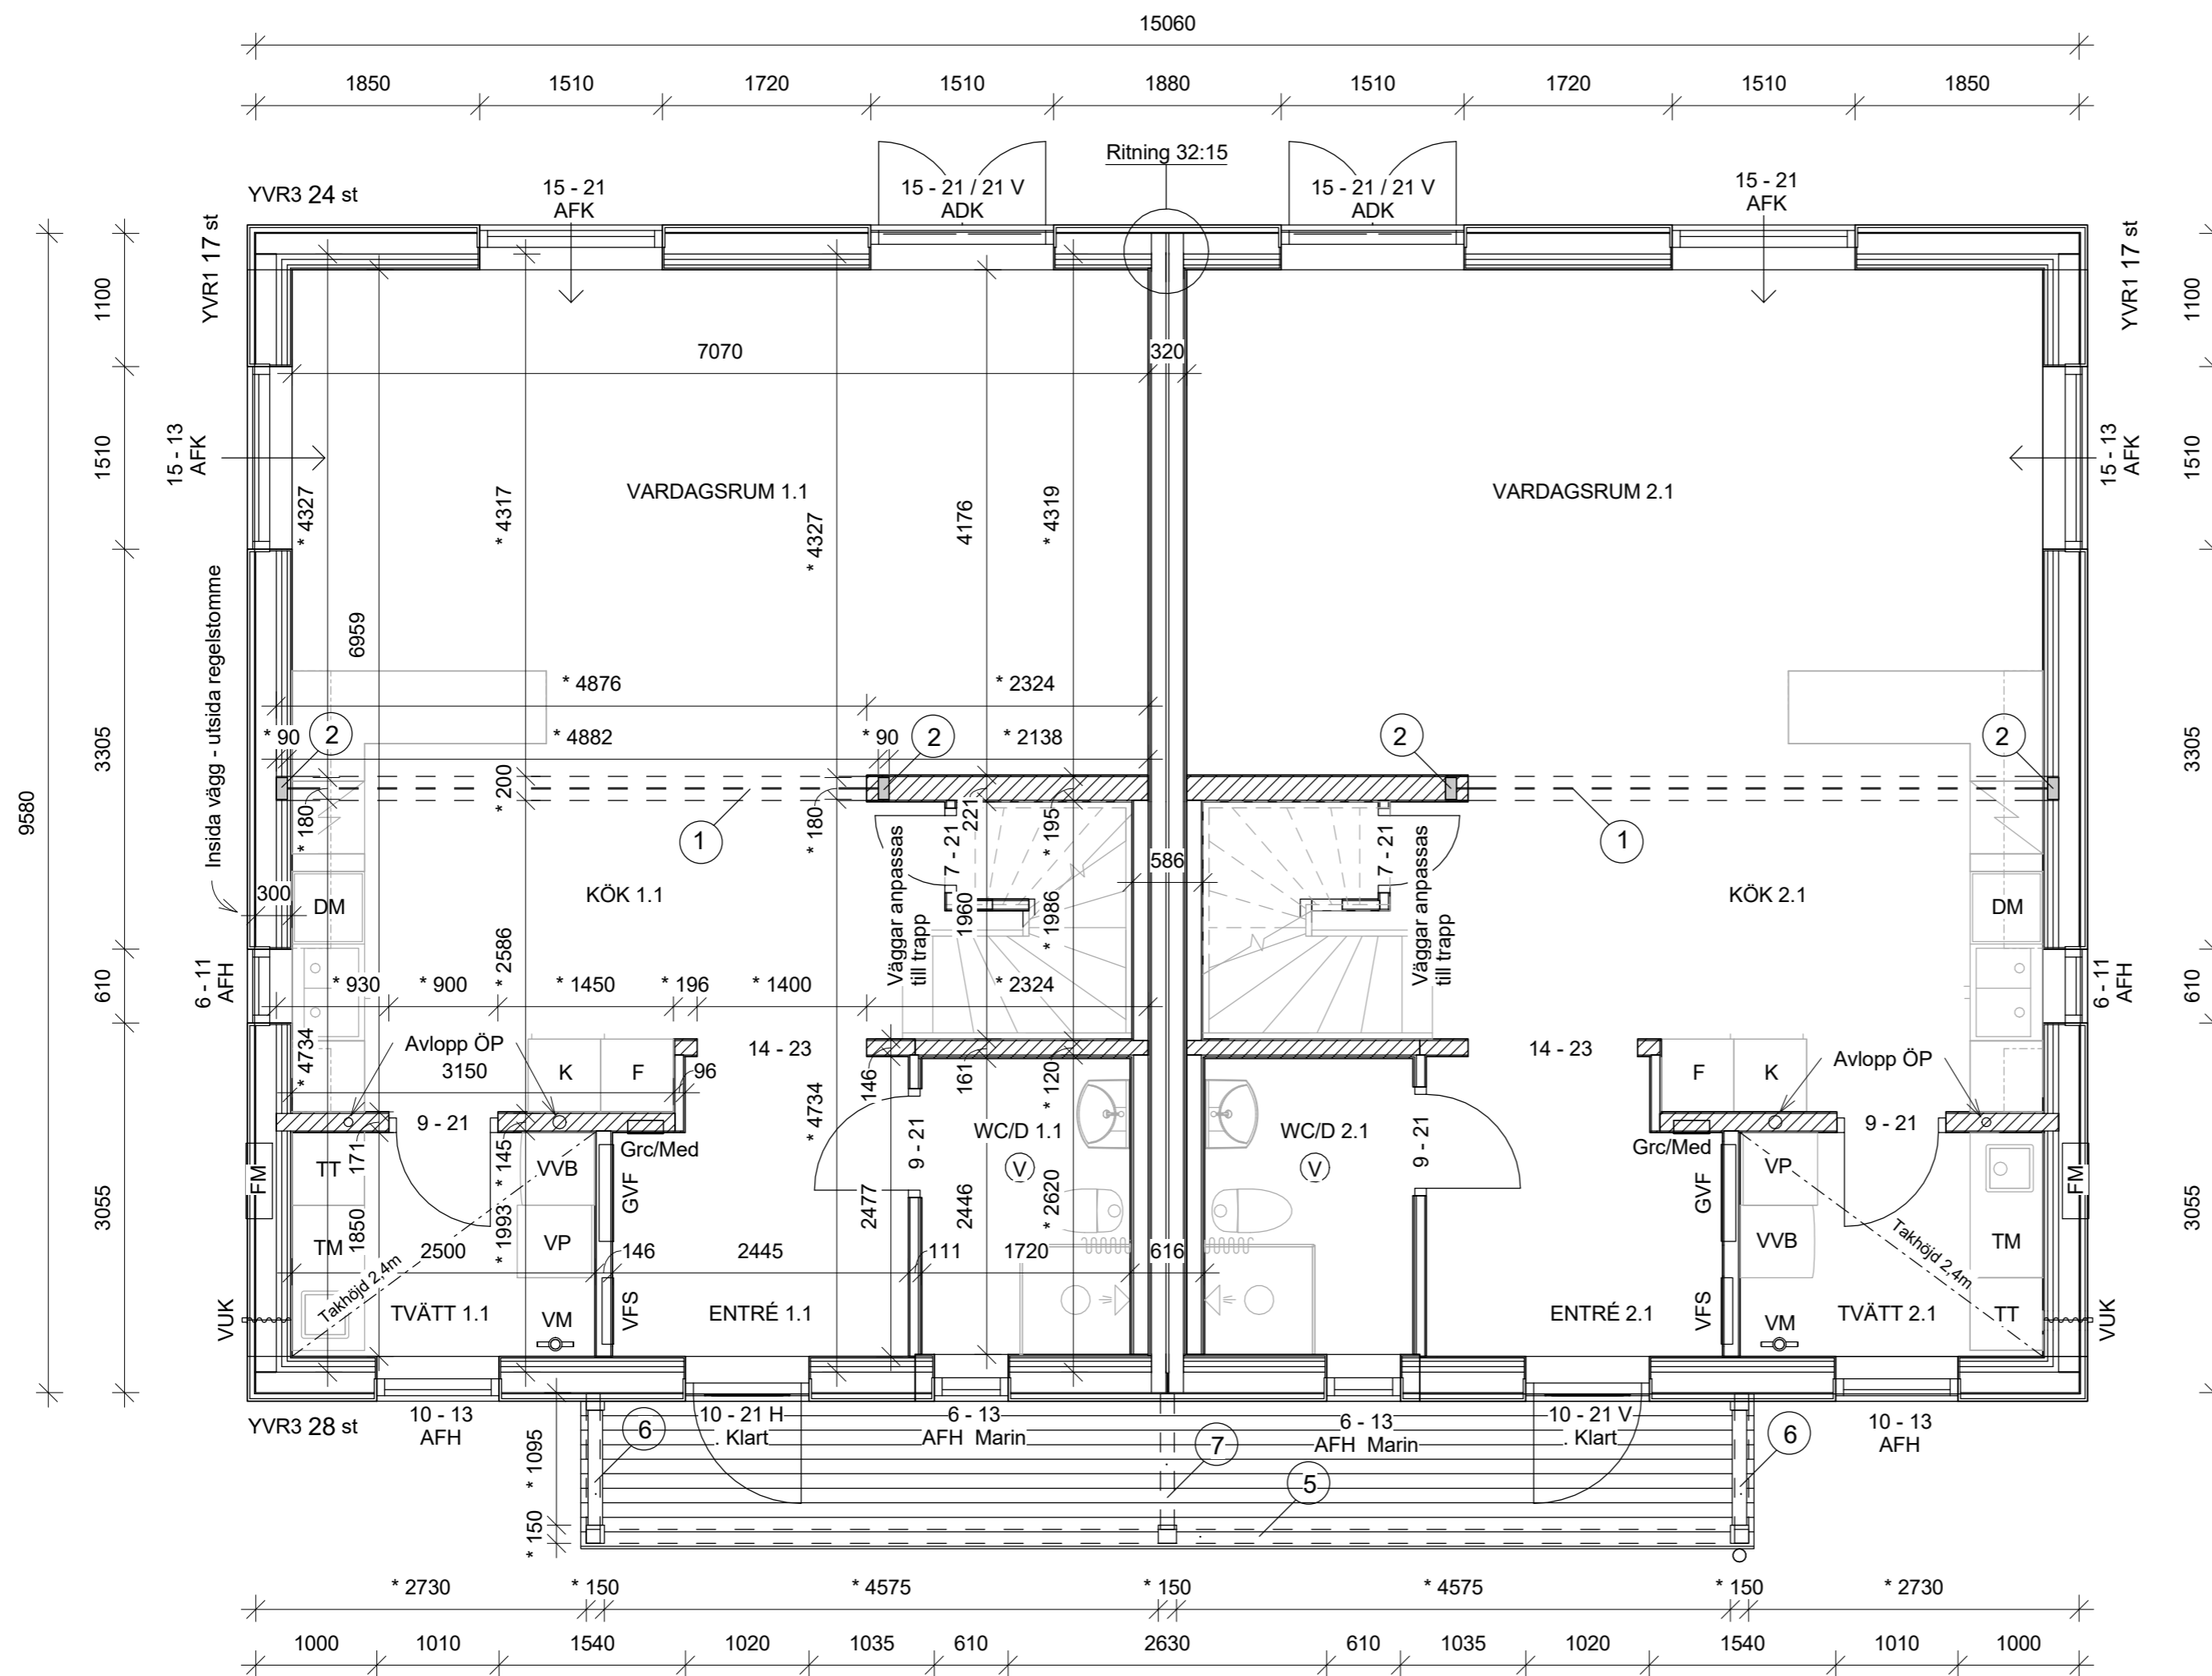 15060
1850 1510 1720 1510 1880 1510 1720 1510 1850
Ritning 32:15
YVR3 24 st
15 - 21
AFK
15 - 21 / 21 V
ADK
15 - 21 / 21 V
ADK
15 - 21
AFK
YVR1 17 st
YVR1 17 st
9580
1100
1510
3305
610
3055
1100
1510
3305
610
3055
15 - 13
AFK
15 - 13
AFK
7070
320
VARDAGSRUM 1.1
VARDAGSRUM 2.1
* 4327
* 4317
* 4327
4176
* 4319
6959
Insida vägg - utsida regelstomme
* 4876
* 2324
* 90
2
* 4882
* 90
2
* 2138
2
2
* 180
* 200
* 180
221
* 195
1
1
7 - 21
7 - 21
Väggar anpassas
till trapp
Väggar anpassas
till trapp
586
300
DM
KÖK 1.1
1960
* 1986
KÖK 2.1
DM
6 - 11
AFH
6 - 11
AFH
* 2586
* 930
* 900
* 1450
* 196
* 1400
* 2324
* 4734
Avlopp ÖP
3150
K
F
96
14 - 23
* 4734
146
161
* 120
14 - 23
F
K
Avlopp ÖP
9 - 21
Grc/Med
9 - 21
WC/D 1.1
V
WC/D 2.1
V
9 - 21
Grc/Med
9 - 21
FM
TT
171
* 145
VVB
GVF
2477
2446
* 2620
GVF
VP
FM
TM
1850
2500
* 1993
VP
146
2445
111
1720
616
VVB
TM
Takhöjd 2,4m
Takhöjd 2,4m
VUK
TVÄTT 1.1
VM
VFS
ENTRÉ 1.1
ENTRÉ 2.1
VFS
VM
TVÄTT 2.1
TT
VUK
YVR3 28 st
10 - 13
AFH
6
10 - 21 H
. Klart
6 - 13
AFH Marin
7
6 - 13
AFH Marin
10 - 21 V
. Klart
6
10 - 13
AFH
* 1095
* 150
5
* 2730 * 150 * 4575 * 150 * 4575 * 150 * 2730
1000 1010 1540 1020 1035 610 2630 610 1035 1020 1540 1010 1000